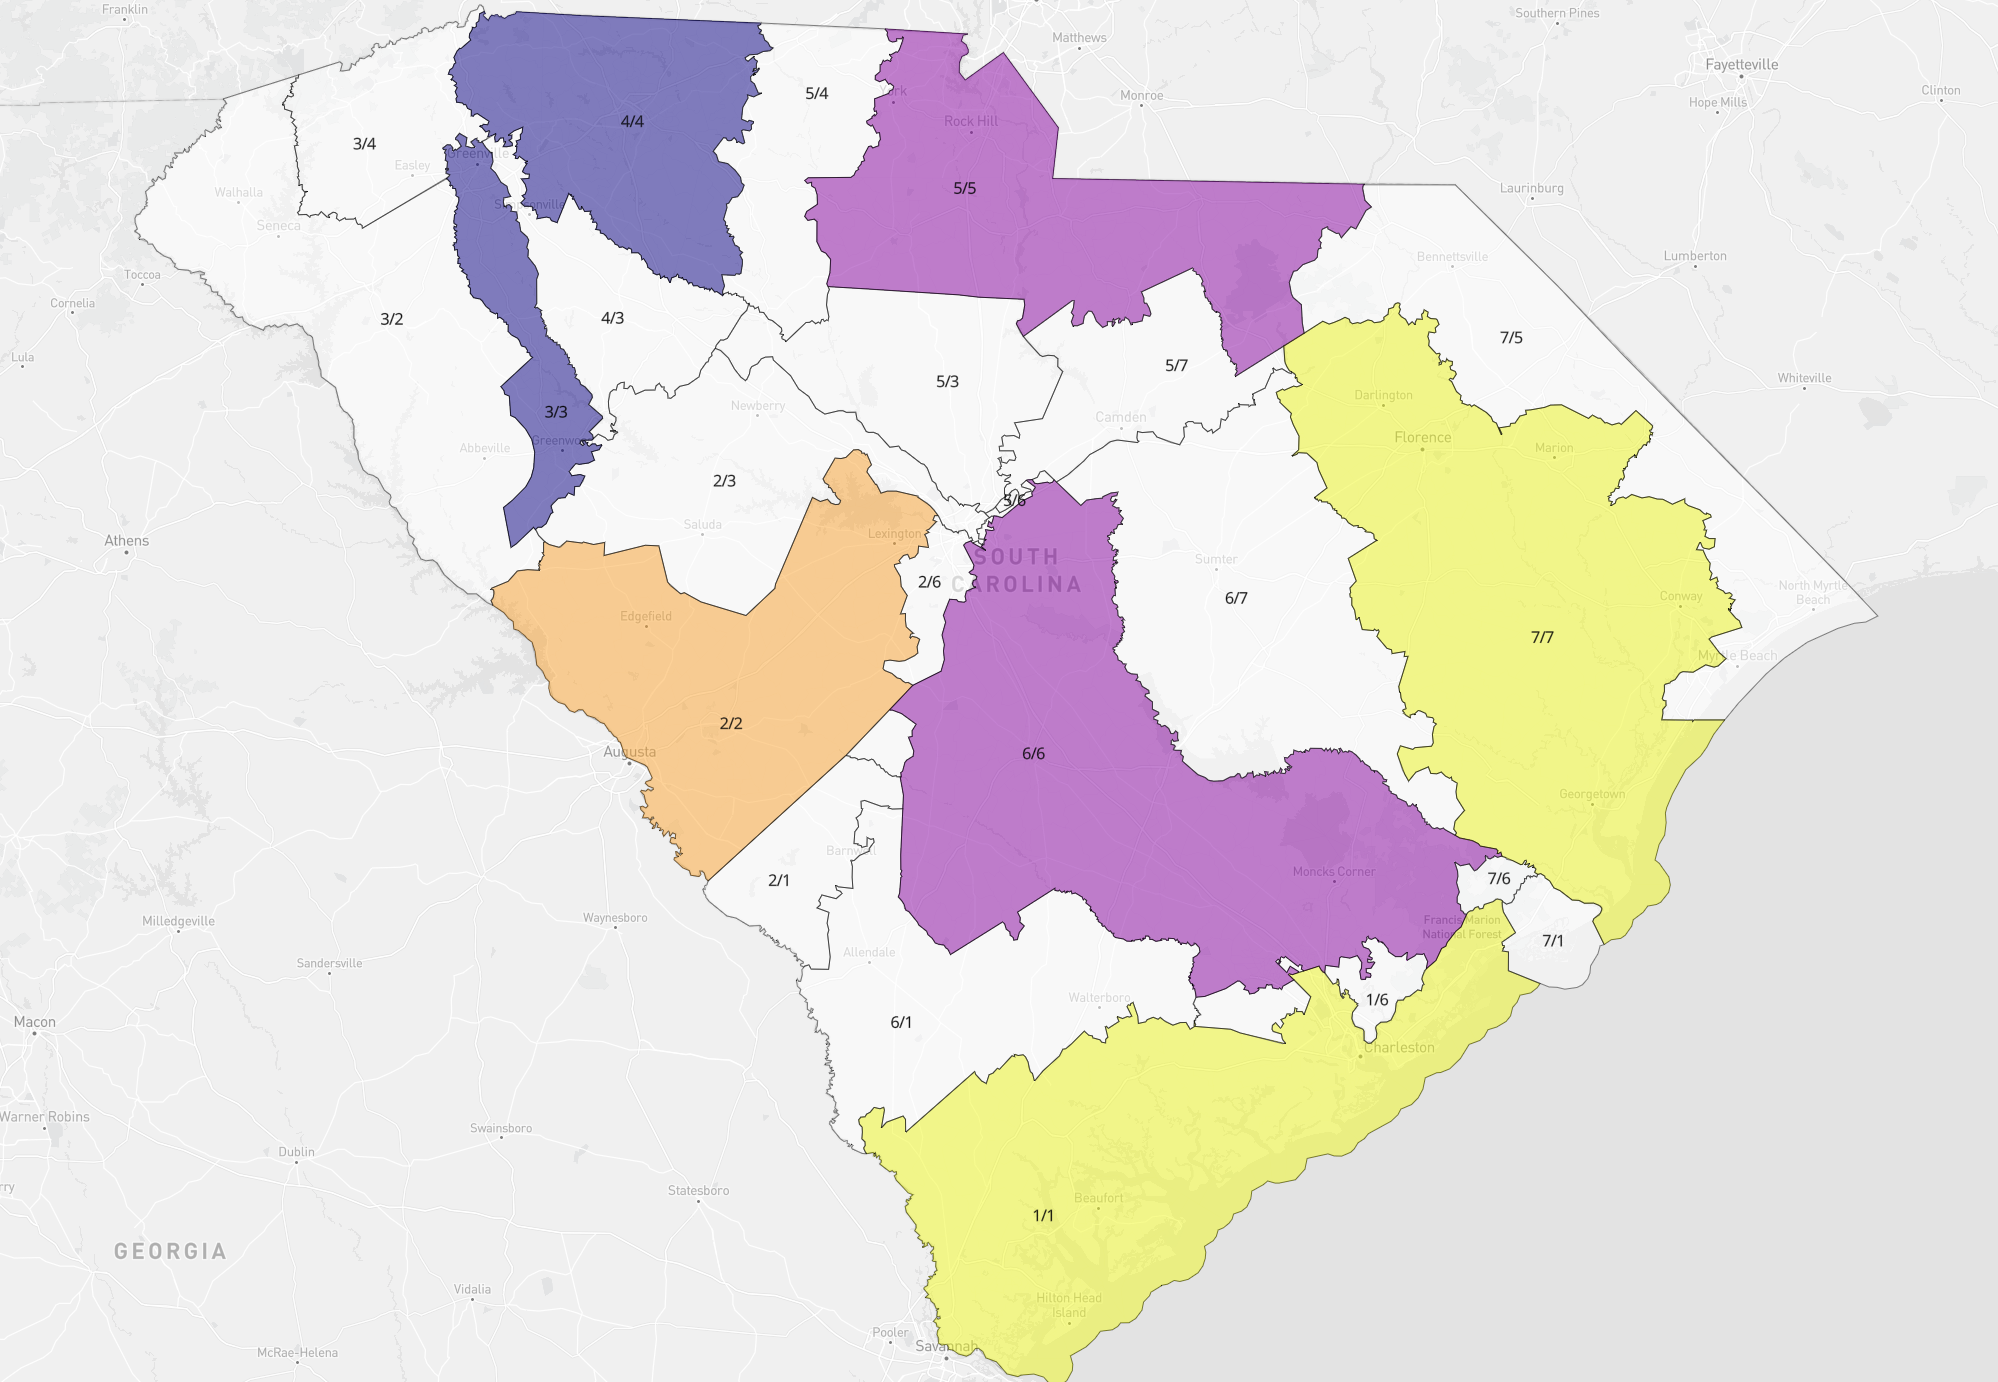 Franklin
Southern Pines
Matthews
Fayetteville
Clinton
Hope Mills
Monroe
5/4
4/4
Rock Hill
3/4
Greenville
Easley
5/5
Laurinburg
Walhalla
Simpsonville
Seneca
Bennettsville
Lumberton
Toccoa
Cornelia
3/2
4/3
7/5
Lula
5/7
5/3
Whiteville
Darlington
3/3
Newberry
Camden
Florence
Marion
Abbeville
2/3
5/6
Saluda
Lexington
Athens
SOUTH
CAROLINA
Sumter
2/6
North Myrtle
Beach
Conway
6/7
Edgefield
7/7
Myrtle Beach
2/2
Augusta
6/6
Georgetown
Barnwell
Moncks Corner
2/1
7/6
Milledgeville
Waynesboro
Francis Marion
National Forest
7/1
Allendale
Sandersville
Walterboro
1/6
Macon
6/1
Charleston
Warner Robins
Swainsboro
Dublin
Statesboro
Beaufort
1/1
GEORGIA
Vidalia
Hilton Head
Island
Pooler
Savannah
McRae-Helena